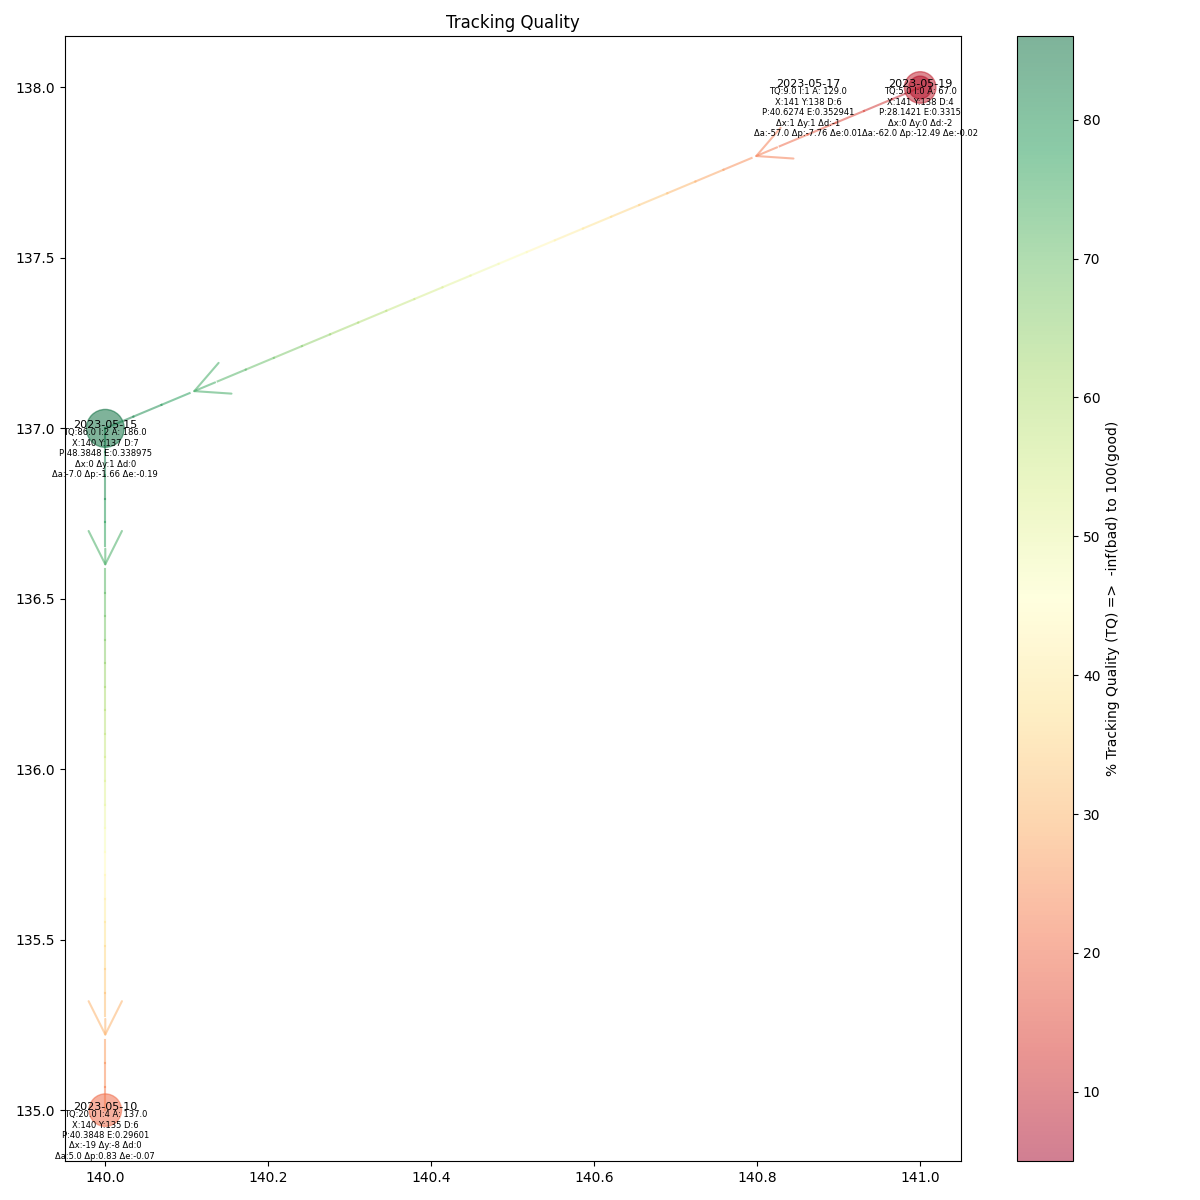 Tracking Quality
138.0
137.5
137.0
136.5
136.0
135.5
135.0
140.0 140.2 140.4 140.6 140.8 141.0
2023-05-17
TQ:9.0 I:1 A: 129.0
X:141 Y:138 D:6
P:40.6274 E:0.352941
Δx:1 Δy:1 Δd:-1
Δa:-57.0 Δp:-7.76 Δe:0.01
2023-05-19
TQ:5.0 I:0 A: 67.0
X:141 Y:138 D:4
P:28.1421 E:0.3315
Δx:0 Δy:0 Δd:-2
Δa:-62.0 Δp:-12.49 Δe:-0.02
2023-05-15
TQ:86.0 I:2 A: 186.0
X:140 Y:137 D:7
P:48.3848 E:0.338975
Δx:0 Δy:1 Δd:0
Δa:-7.0 Δp:-1.66 Δe:-0.19
2023-05-10
TQ:20.0 I:4 A: 137.0
X:140 Y:135 D:6
P:40.3848 E:0.29601
Δx:-19 Δy:-8 Δd:0
Δa:5.0 Δp:0.83 Δe:-0.07
80
70
60
50
40
30
20
10
% Tracking Quality (TQ) => -inf(bad) to 100(good)